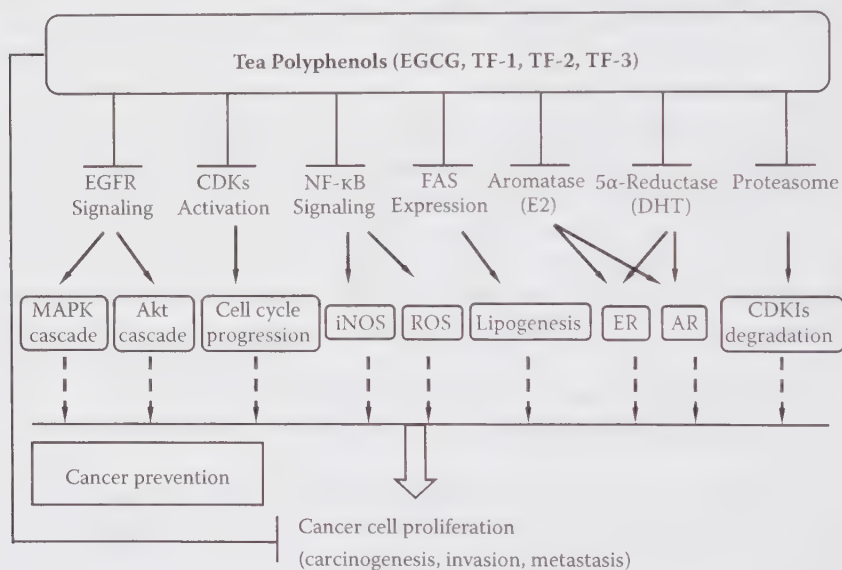 Tea Polyphenols (EGCG, TF-1, TF-2, TF-3)
EGFR Signaling
CDKs Activation
NF-κB Signaling
FAS Expression
Aromatase (E2)
5α-Reductase (DHT)
Proteasome
MAPK cascade
Akt cascade
Cell cycle progression
iNOS
ROS
Lipogenesis
ER
AR
CDKIs degradation
Cancer prevention
Cancer cell proliferation
(carcinogenesis, invasion, metastasis)